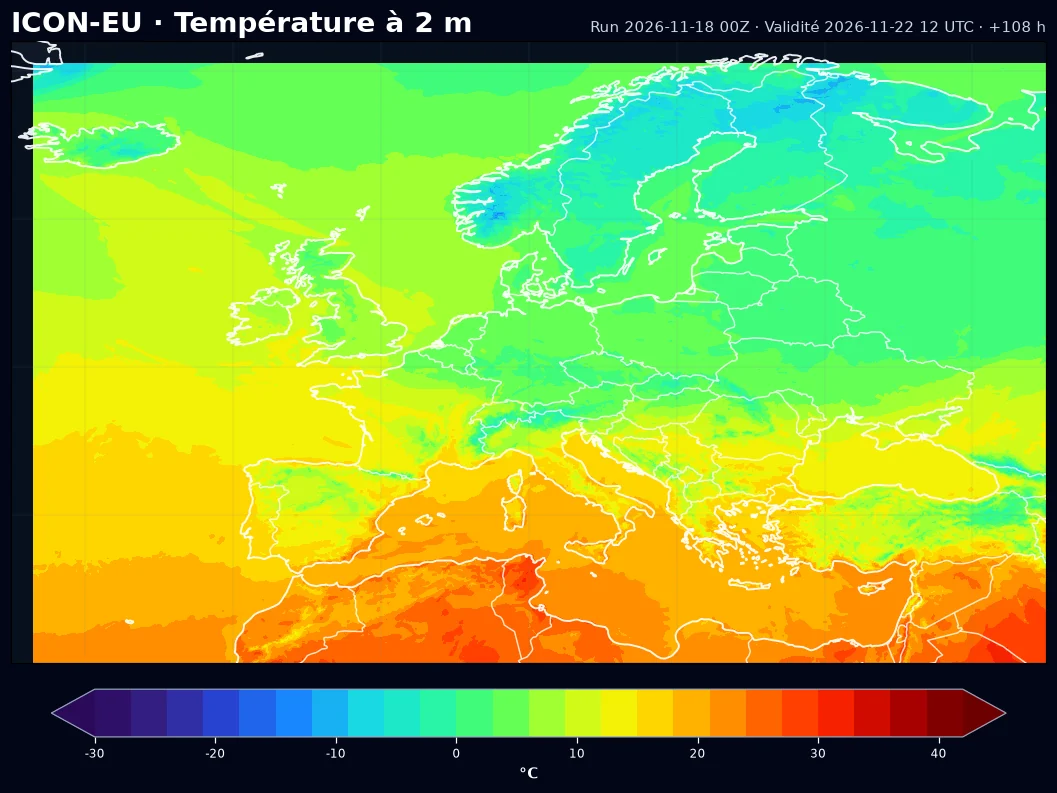 ICON-EU · Température à 2 m
Run 2026-11-18 00Z · Validité 2026-11-22 12 UTC · +108 h
-30 -20 -10 0 10 20 30 40
°C